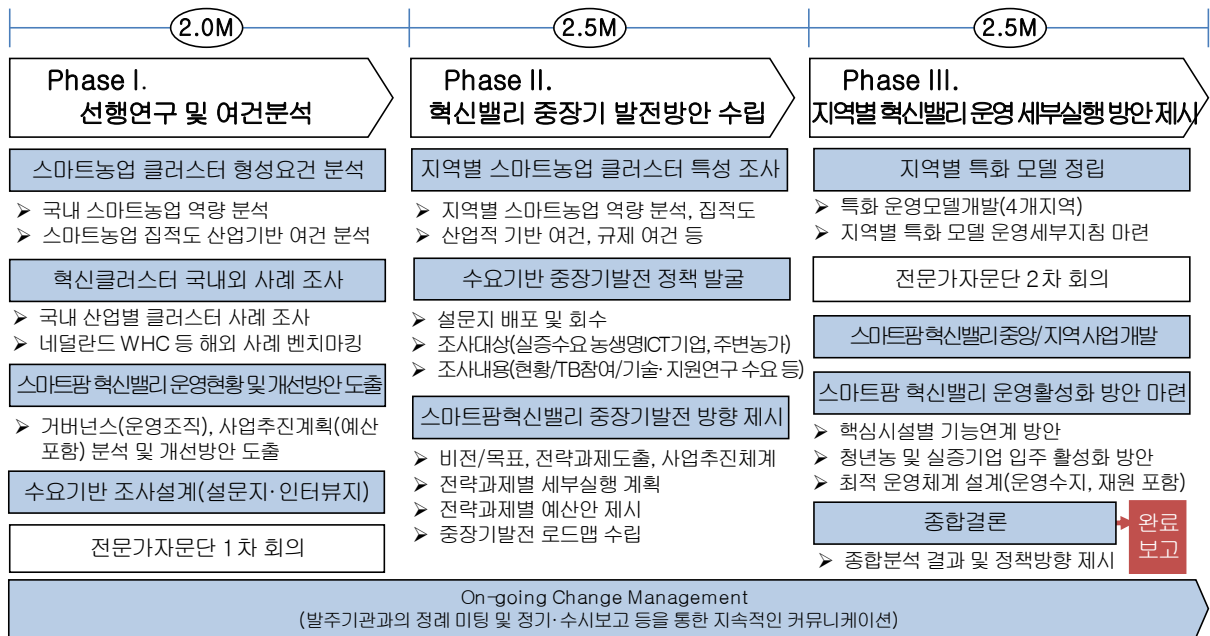 2.0M
2.5M
2.5M
Phase I.
선행연구 및 여건분석
스마트농업 클러스터 형성요건 분석
➢ 국내 스마트농업 역량 분석
➢ 스마트농업 집적도 산업기반 여건 분석
혁신클러스터 국내외 사례 조사
➢ 국내 산업별 클러스터 사례 조사
➢ 네덜란드 WHC 등 해외 사례 벤치마킹
스마트팜 혁신밸리 운영현황 및 개선방안 도출
➢ 거버넌스(운영조직), 사업추진계획(예산
포함) 분석 및 개선방안 도출
수요기반 조사설계(설문지·인터뷰지)
전문가자문단 1차 회의
Phase II.
혁신밸리 중장기 발전방안 수립
지역별 스마트농업 클러스터 특성 조사
➢ 지역별 스마트농업 역량 분석, 집적도
➢ 산업적 기반 여건, 규제 여건 등
수요기반 중장기발전 정책 발굴
➢ 설문지 배포 및 회수
➢ 조사대상(실증수요 농생명ICT기업, 주변농가)
➢ 조사내용(현황/TB참여/기술·지원연구 수요 등)
스마트팜혁신밸리 중장기발전 방향 제시
➢ 비전/목표, 전략과제도출, 사업추진체계
➢ 전략과제별 세부실행 계획
➢ 전략과제별 예산안 제시
➢ 중장기발전 로드맵 수립
Phase III.
지역별 혁신밸리 운영 세부실행 방안 제시
지역별 특화 모델 정립
➢ 특화 운영모델개발(4개지역)
➢ 지역별 특화 모델 운영세부지침 마련
전문가자문단 2차 회의
스마트팜혁신밸리 중앙/지역 사업 개발
스마트팜 혁신밸리 운영활성화 방안 마련
➢ 핵심시설별 기능연계 방안
➢ 청년농 및 실증기업 입주 활성화 방안
➢ 최적 운영체계 설계(운영수지, 재원 포함)
종합결론
완료
보고
➢ 종합분석 결과 및 정책방향 제시
On-going Change Management
(발주기관과의 정례 미팅 및 정기·수시보고 등을 통한 지속적인 커뮤니케이션)